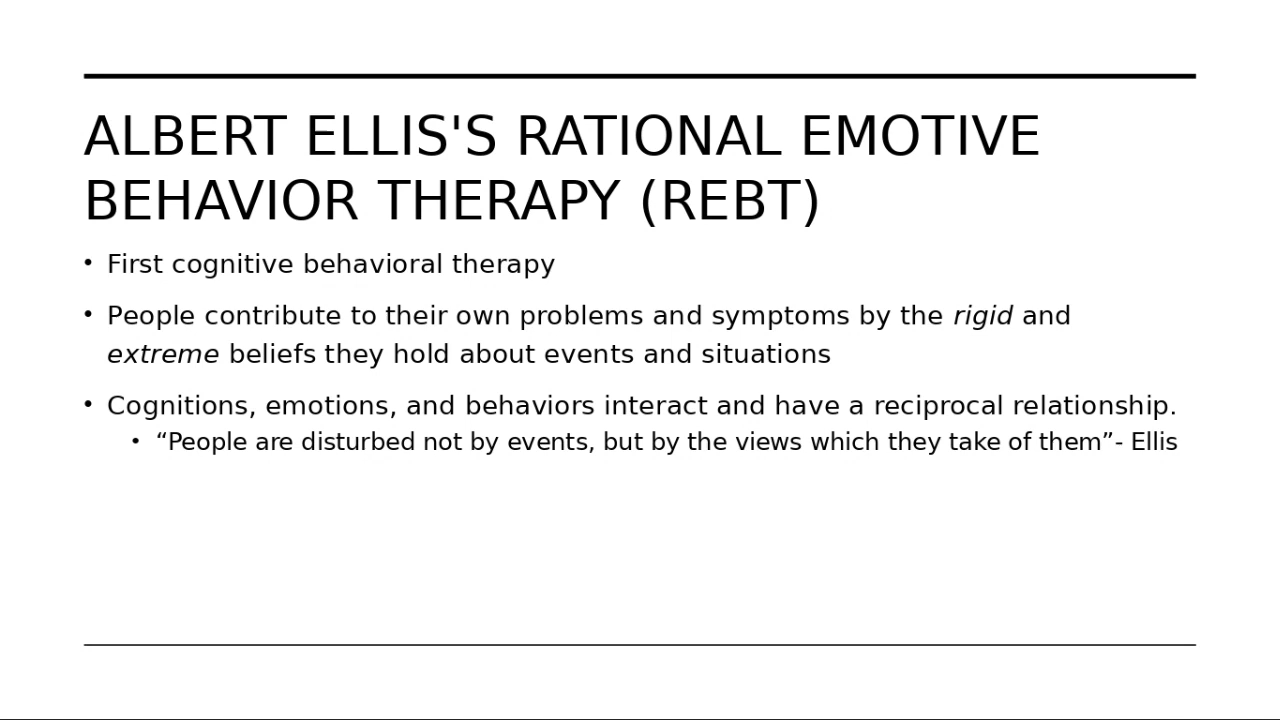 ALBERT ELLIS'S RATIONAL EMOTIVE
BEHAVIOR THERAPY (REBT)
• First cognitive behavioral therapy
• People contribute to their own problems and symptoms by the rigid and
extreme beliefs they hold about events and situations
• Cognitions, emotions, and behaviors interact and have a reciprocal relationship.
• “People are disturbed not by events, but by the views which they take of them”- Ellis